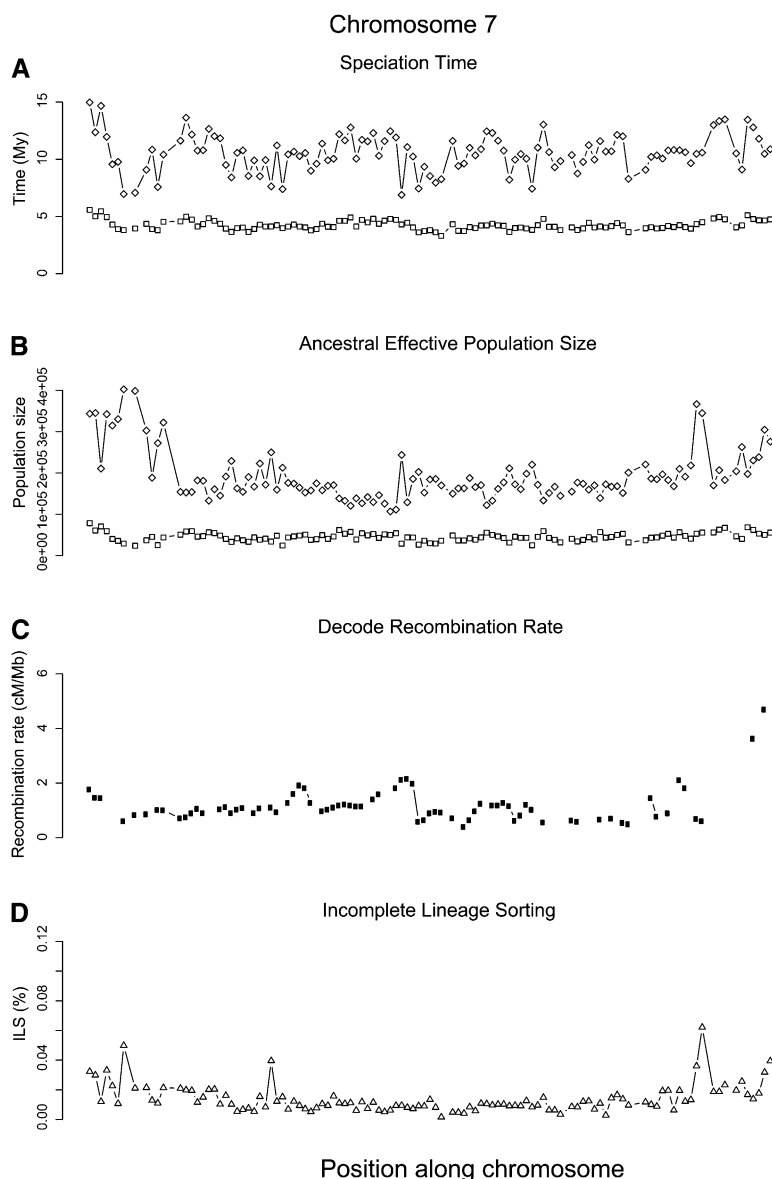 Chromosome 7
A
Speciation Time
Time (My)
15
10
5
0
B
Ancestral Effective Population Size
Population size
0e+00 1e+05 2e+05 3e+05 4e+05
C
Decode Recombination Rate
Recombination rate (cM/Mb)
6
4
2
0
D
Incomplete Lineage Sorting
ILS (%)
0.12
0.08
0.04
0.00
Position along chromosome